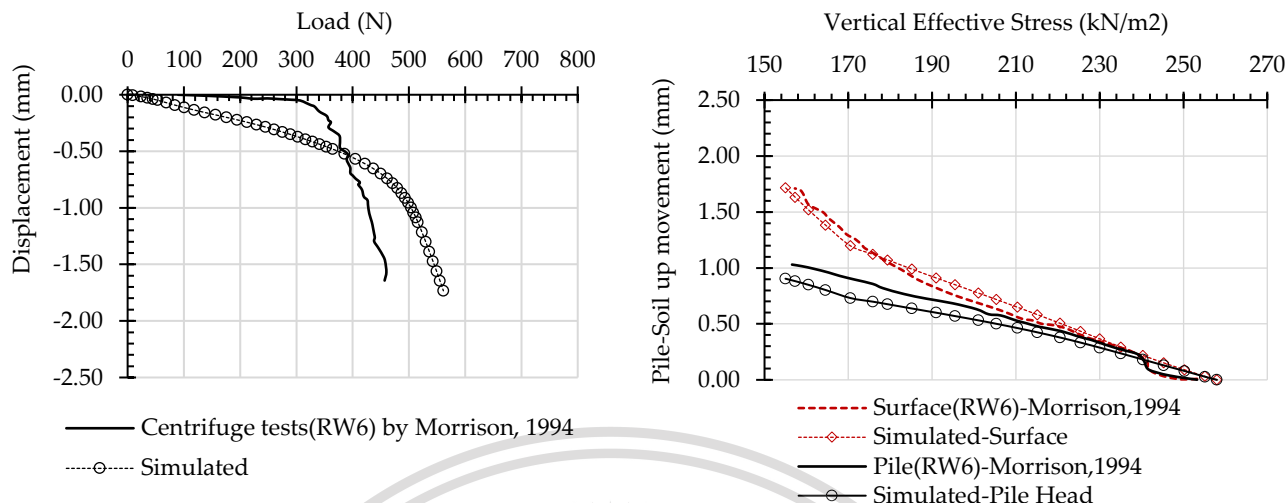 Load (N)
0 100 200 300 400 500 600 700 800
0.00
-0.50
-1.00
-1.50
-2.00
-2.50
Displacement (mm)
Centrifuge tests(RW6) by Morrison, 1994
Simulated
Vertical Effective Stress (kN/m2)
150 170 190 210 230 250 270
2.50
2.00
1.50
1.00
0.50
0.00
Pile-Soil up movement (mm)
Surface(RW6)-Morrison,1994
Simulated-Surface
Pile(RW6)-Morrison,1994
Simulated-Pile Head